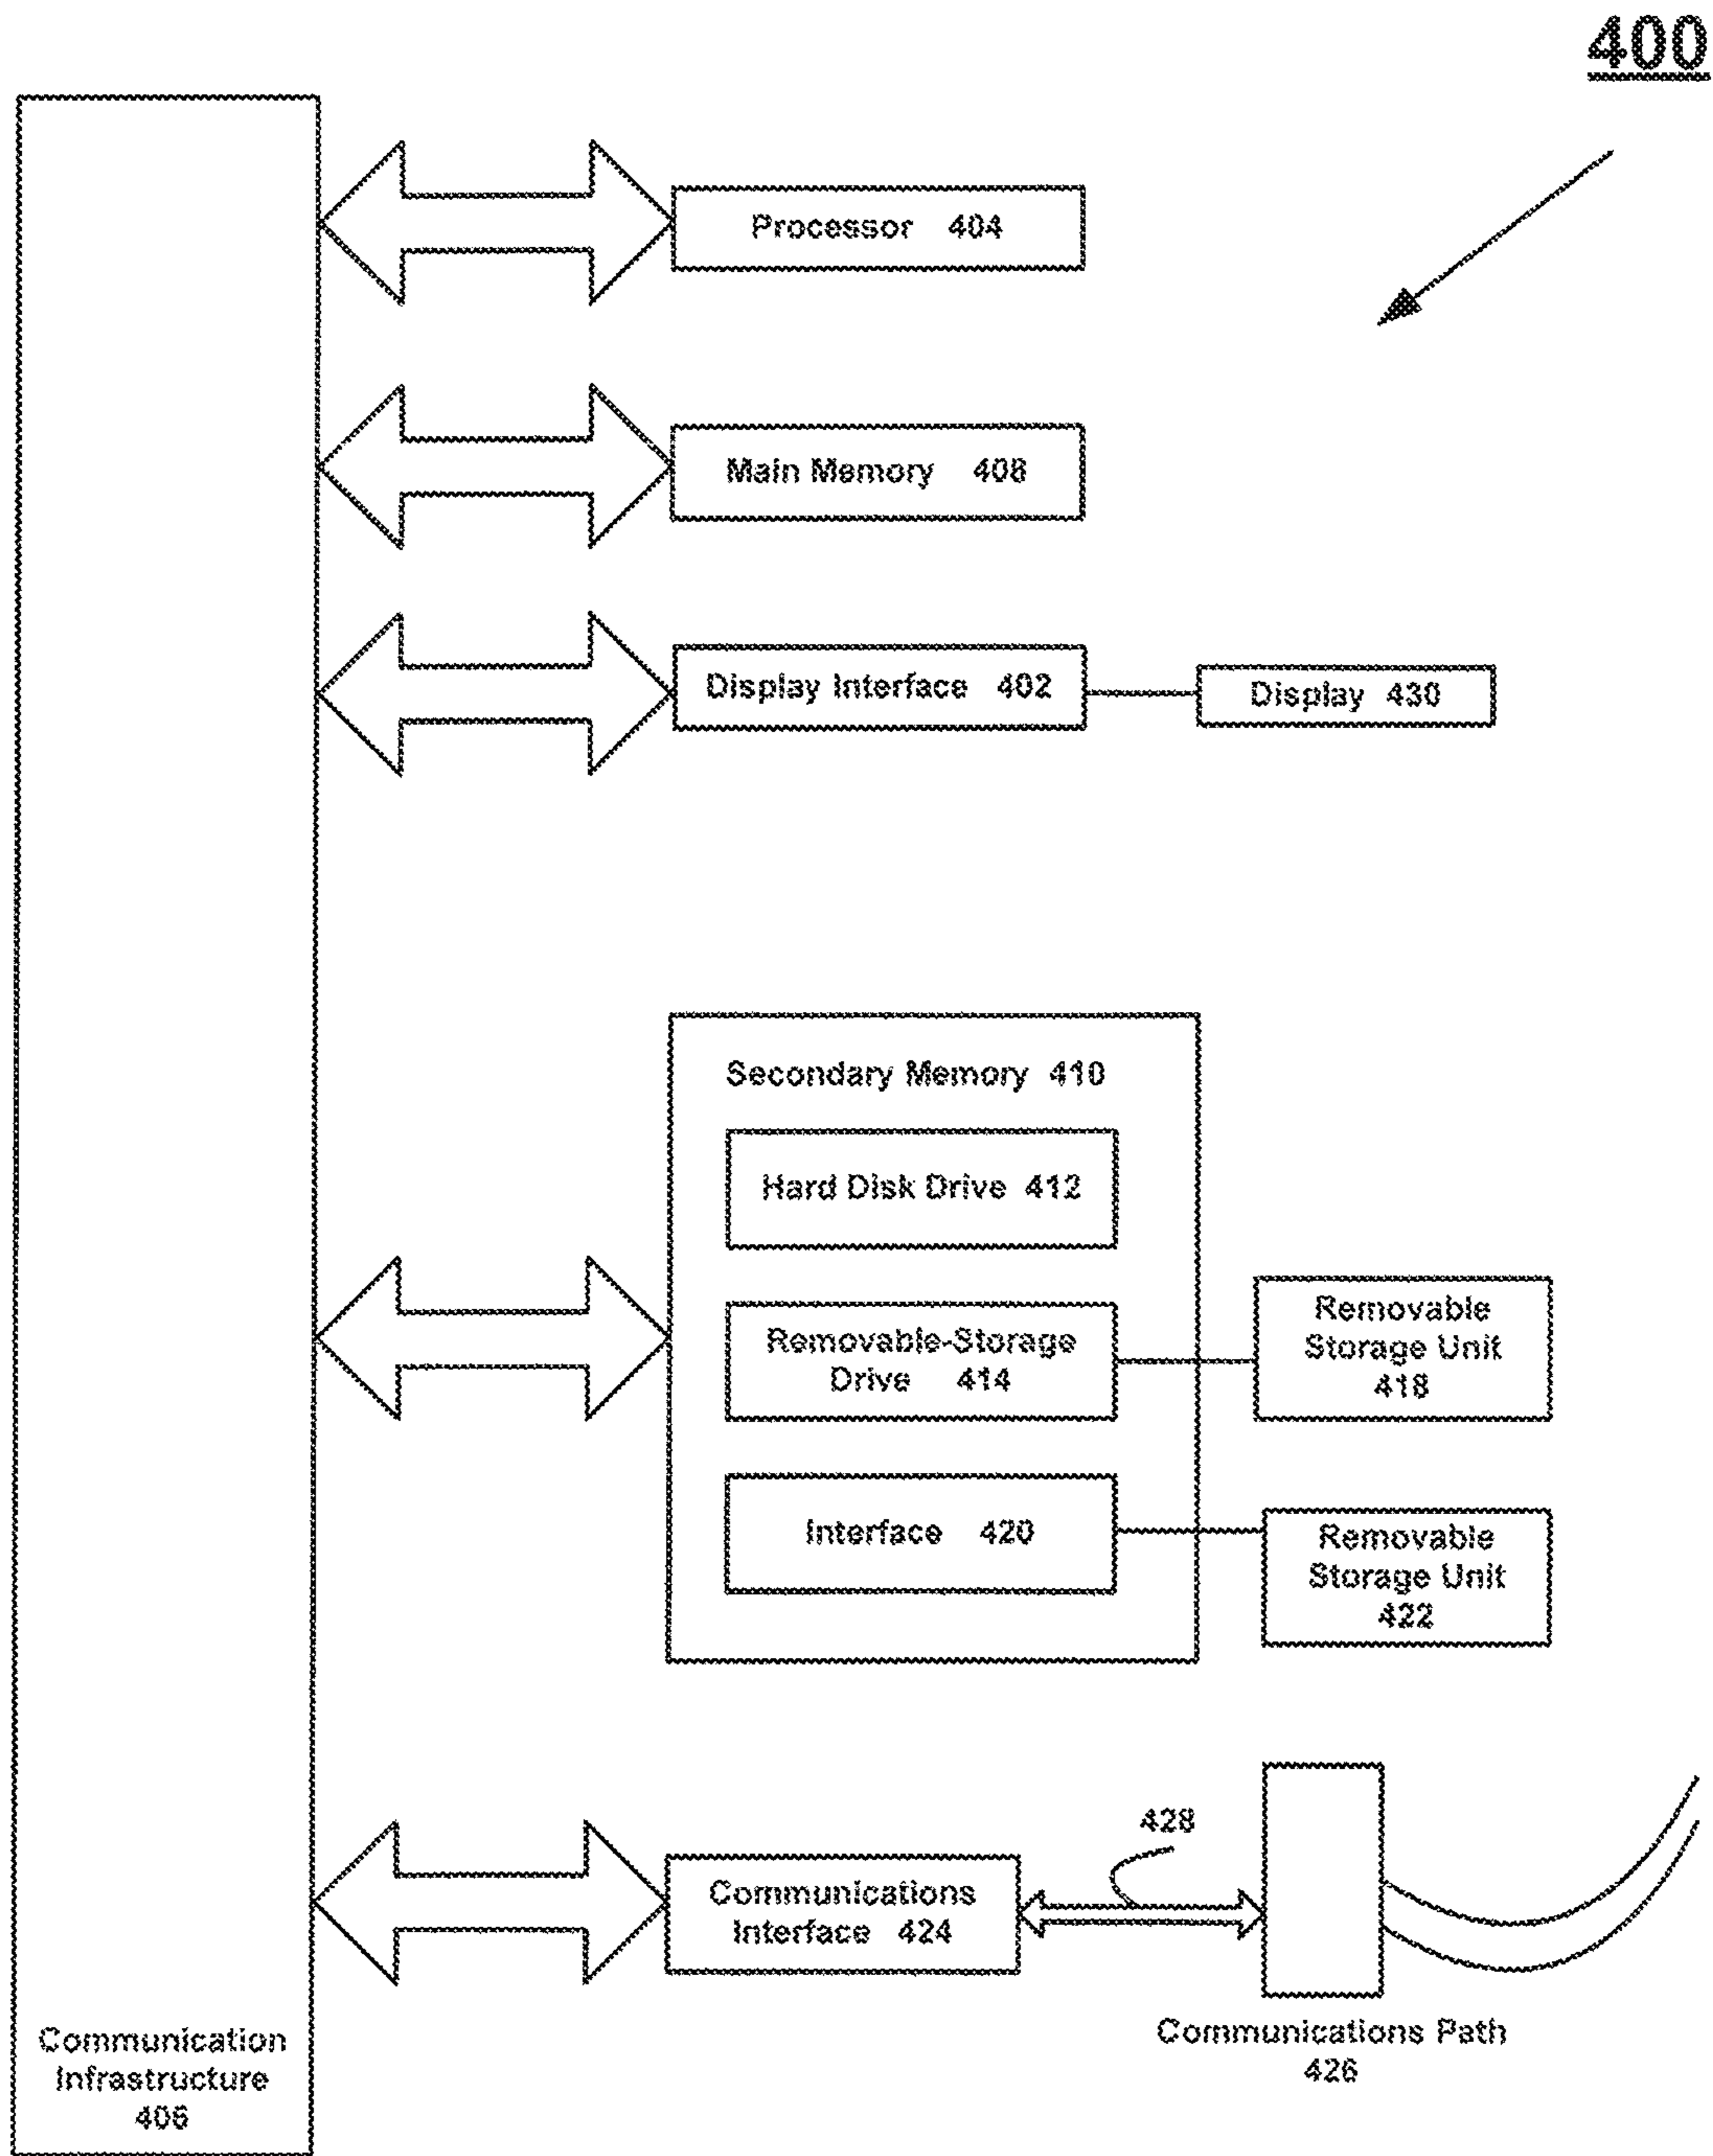 400
Processor 404
Main Memory 408
Display Interface 402
Display 430
Secondary Memory 410
Hard Disk Drive 412
Removable-Storage
Drive 414
Removable
Storage Unit
418
Interface 420
Removable
Storage Unit
422
428
Communications
Interface 424
Communications Path
426
Communication
Infrastructure
406